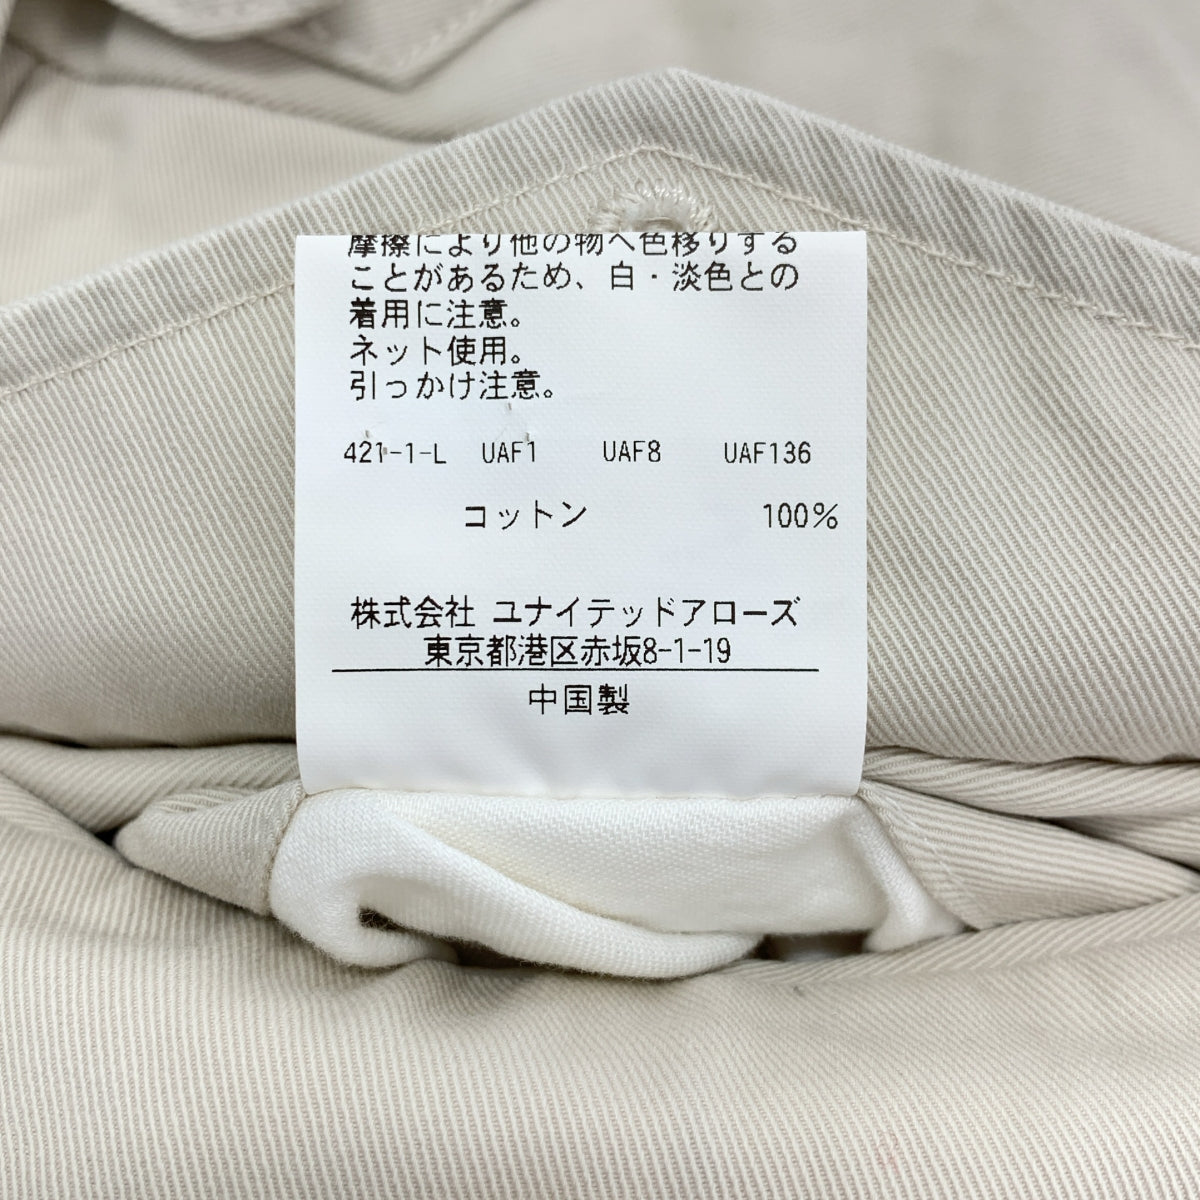 摩擦により他の物へ色移りする
ことがあるため、白・淡色との
着用に注意。
ネット使用。
引っかけ注意。
421-1-L UAF1 UAF8 UAF136
コットン 100%
株式会社 ユナイテッドアローズ
東京都港区赤坂8-1-19
中国製